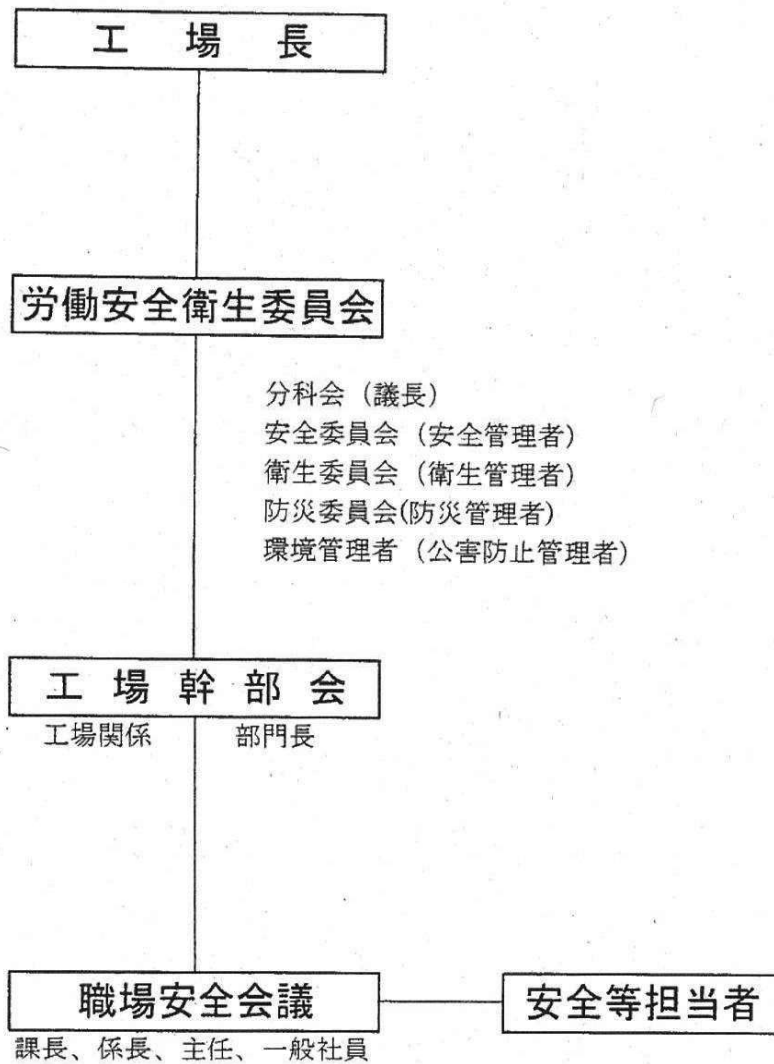 工場長
労働安全衛生委員会
分科会（議長）
安全委員会（安全管理者）
衛生委員会（衛生管理者）
防災委員会(防災管理者）
環境管理者（公害防止管理者）
工場幹部会
工場関係　部門長
職場安全会議
安全等担当者
課長、係長、主任、一般社員